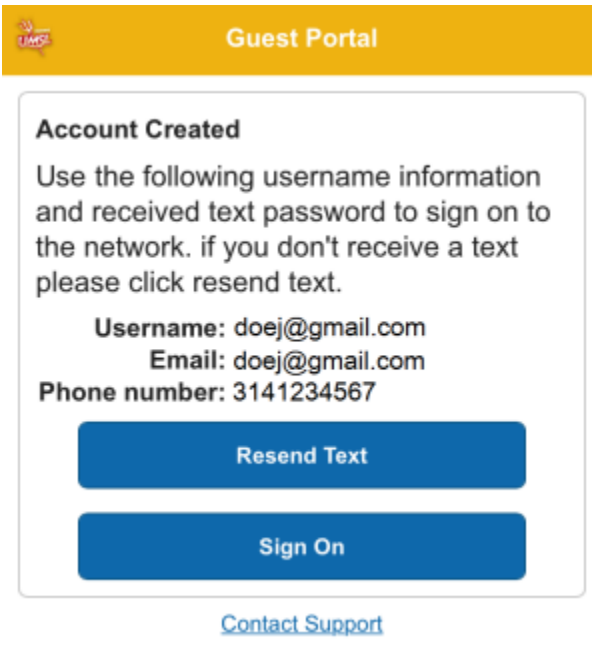 UMSL
Guest Portal
Account Created
Use the following username information
and received text password to sign on to
the network. if you don't receive a text
please click resend text.
Username: doej@gmail.com
Email: doej@gmail.com
Phone number: 3141234567
Resend Text
Sign On
Contact Support